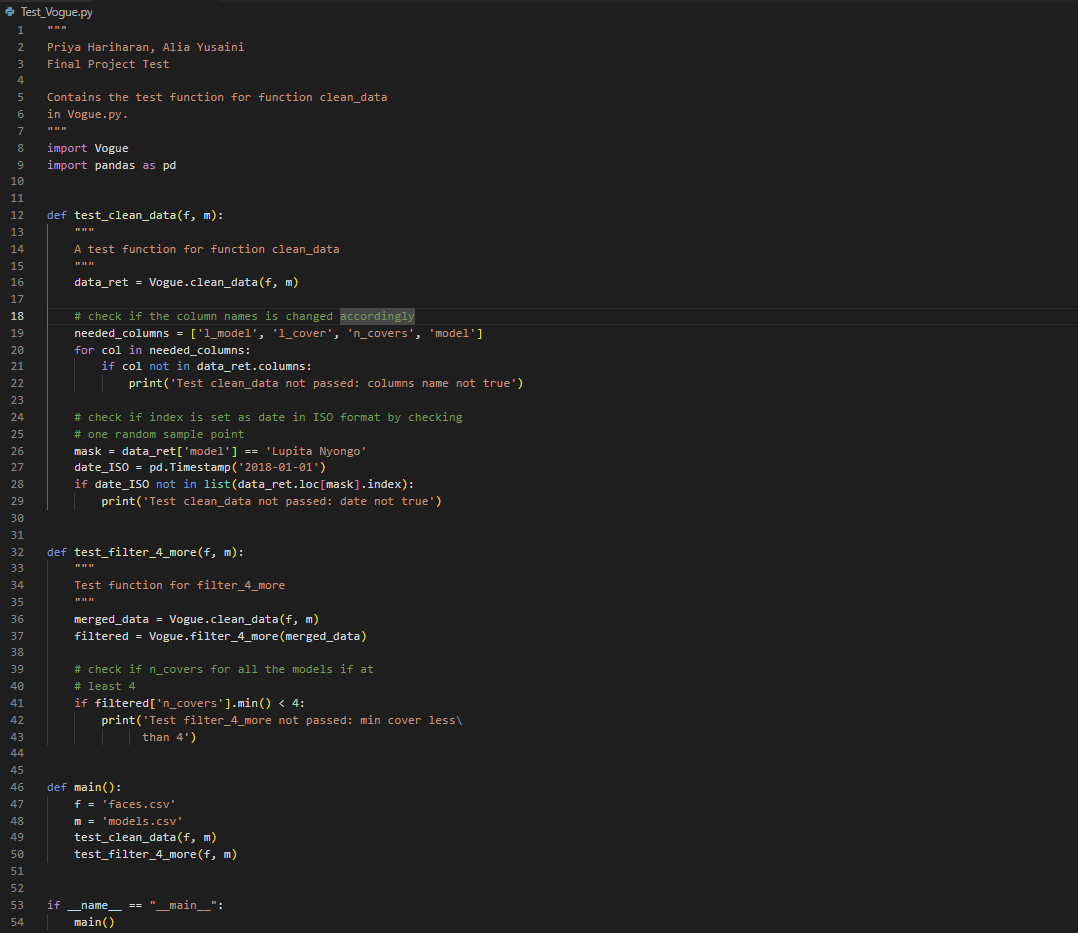 Test_Vogue.py
1 """
2 Priya Hariharan, Alia Yusaini
3 Final Project Test
4
5 Contains the test function for function clean_data
6 in Vogue.py.
7 """
8 import Vogue
9 import pandas as pd
10
11
12 def test_clean_data(f, m):
13     """
14     A test function for function clean_data
15     """
16     data_ret = Vogue.clean_data(f, m)
17
18     # check if the column names is changed accordingly
19     needed_columns = ['l_model', 'l_cover', 'n_covers', 'model']
20     for col in needed_columns:
21         if col not in data_ret.columns:
22             print('Test clean_data not passed: columns name not true')
23
24     # check if index is set as date in ISO format by checking
25     # one random sample point
26     mask = data_ret['model'] == 'Lupita Nyongo'
27     date_ISO = pd.Timestamp('2018-01-01')
28     if date_ISO not in list(data_ret.loc[mask].index):
29         print('Test clean_data not passed: date not true')
30
31
32 def test_filter_4_more(f, m):
33     """
34     Test function for filter_4_more
35     """
36     merged_data = Vogue.clean_data(f, m)
37     filtered = Vogue.filter_4_more(merged_data)
38
39     # check if n_covers for all the models if at
40     # least 4
41     if filtered['n_covers'].min() < 4:
42         print('Test filter_4_more not passed: min cover less\
43               than 4')
44
45
46 def main():
47     f = 'faces.csv'
48     m = 'models.csv'
49     test_clean_data(f, m)
50     test_filter_4_more(f, m)
51
52
53 if __name__ == "__main__":
54     main()